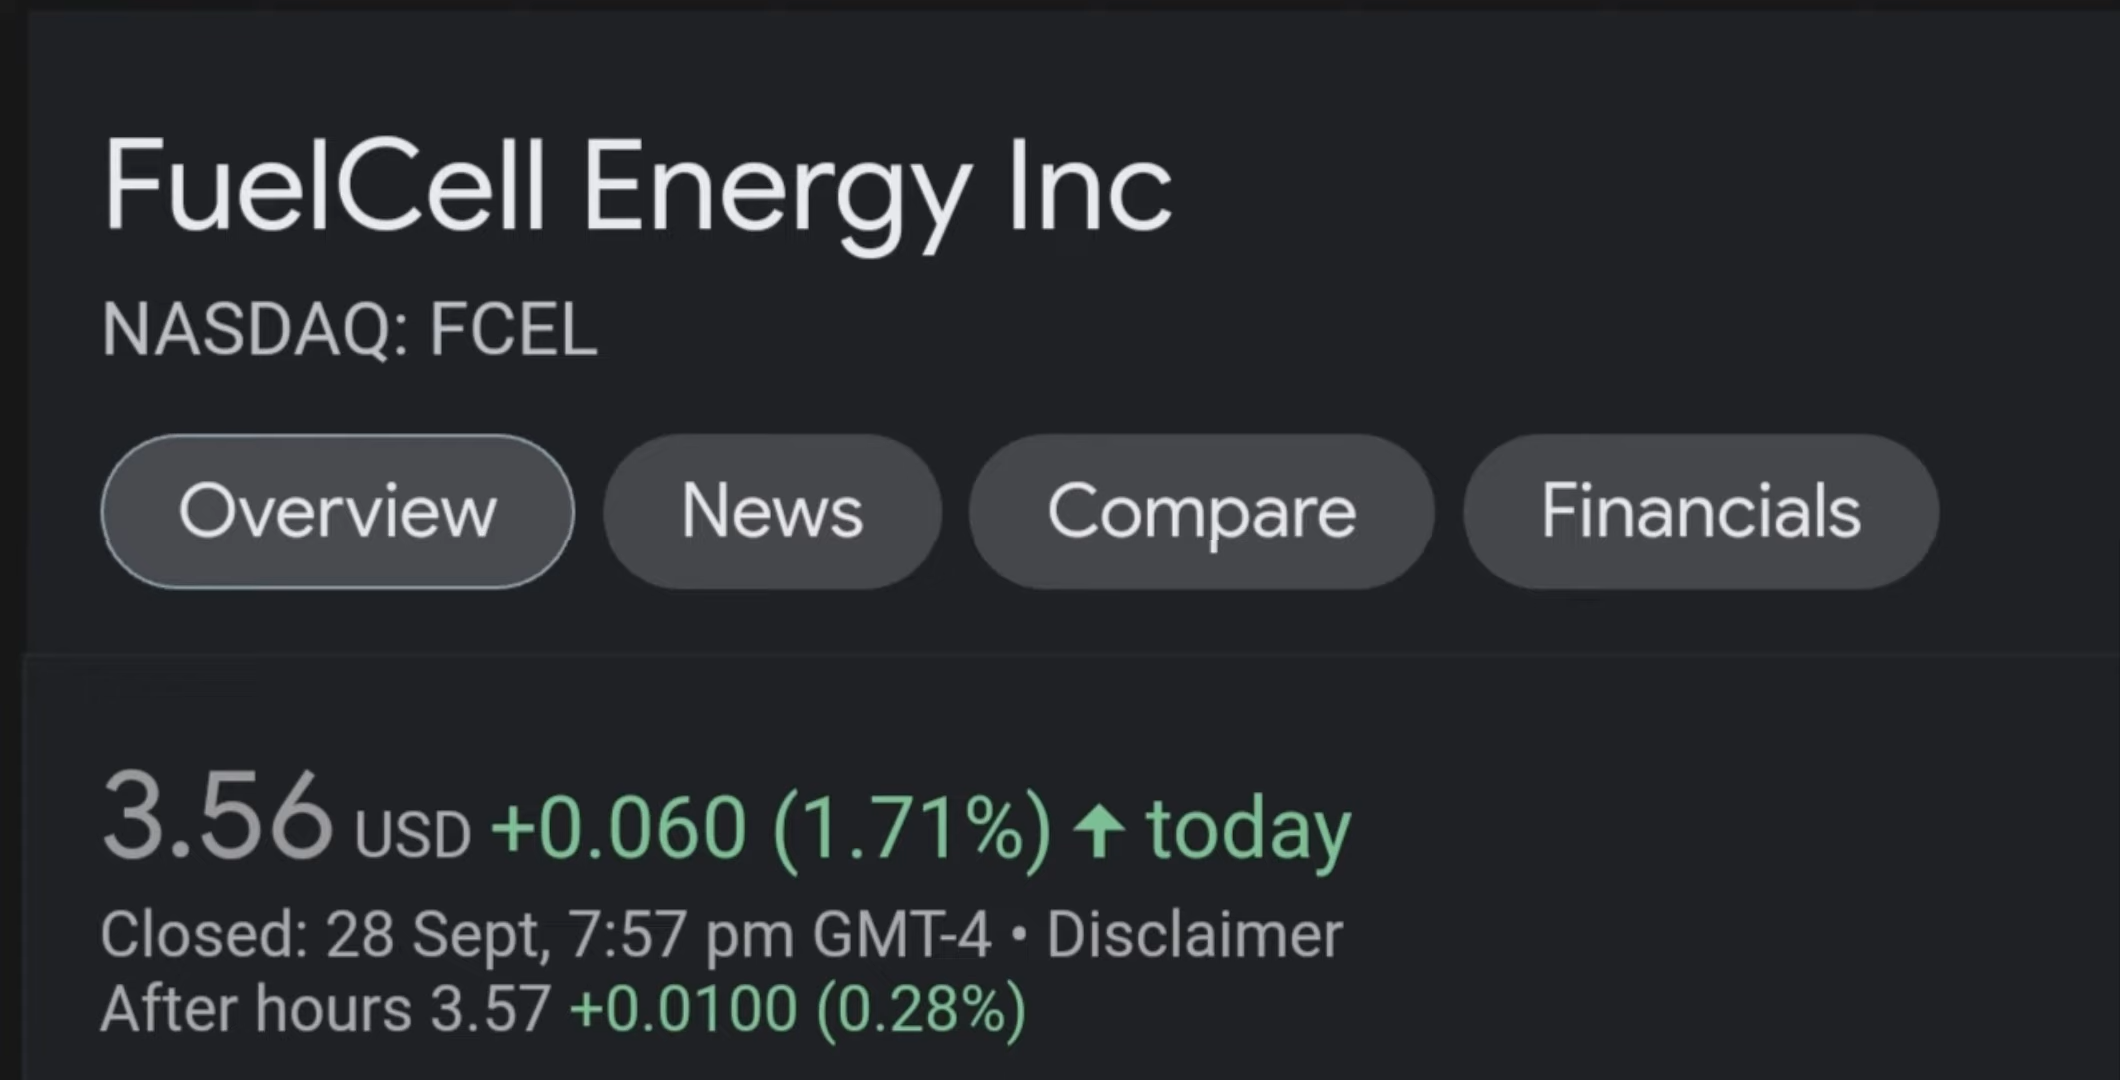 FuelCell Energy Inc
NASDAQ: FCEL
Overview News Compare Financials
3.56 USD +0.060 (1.71%) ↑ today
Closed: 28 Sept, 7:57 pm GMT-4 • Disclaimer
After hours 3.57 +0.0100 (0.28%)